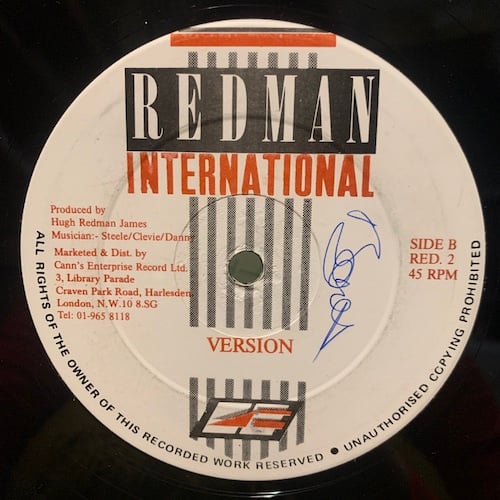 REDMAN
INTERNATIONAL
Produced by
Hugh Redman James
Musician:- Steele/Clevie/Danny
Marketed & Dist. by
Cann's Enterprise Record Ltd.
3, Library Parade
Craven Park Road, Harlesden,
London, N.W.10 8.SG
Tel: 01-965 8118
SIDE B
RED. 2
45 RPM
VERSION
ALL RIGHTS OF THE OWNER OF THIS RECORDED WORK RESERVED ● UNAUTHORISED COPYING PROHIBITED